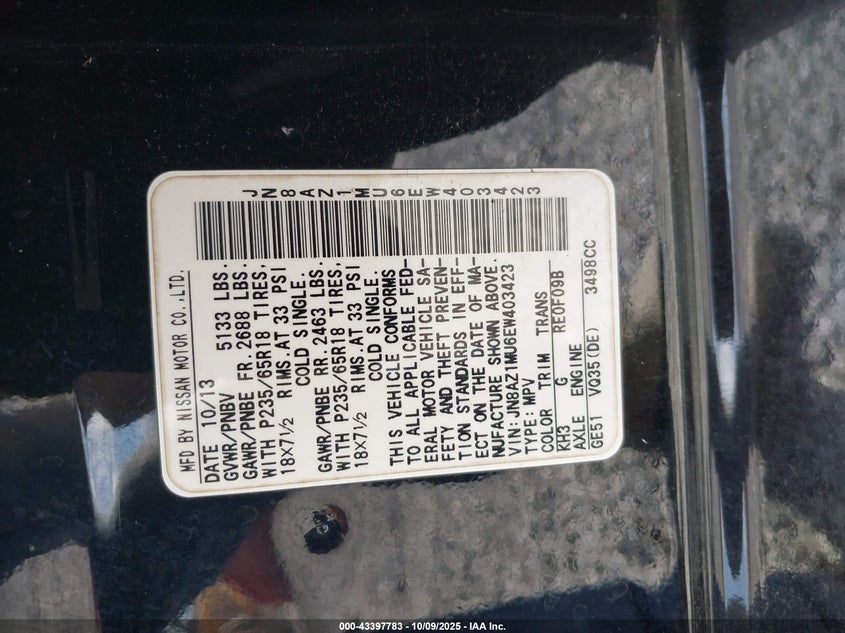 MFD BY NISSAN MOTOR CO.,LTD.
DATE 10/13
GVWR/PNBV 5133 LBS.
GAWR/PNBE FR. 2688 LBS.
WITH P235/65R18 TIRES,
18X7½ RIMS.AT 33 PSI
COLD SINGLE.
GAWR/PNBE RR. 2463 LBS.
WITH P235/65R18 TIRES,
18X7½ RIMS.AT 33 PSI
COLD SINGLE.
JN8AZ1MU6EW403423
THIS VEHICLE CONFORMS
TO ALL APPLICABLE FED-
ERAL MOTOR VEHICLE SA-
FETY AND THEFT PREVEN-
TION STANDARDS IN EFF-
ECT ON THE DATE OF MA-
NUFACTURE SHOWN ABOVE.
VIN: JN8AZ1MU6EW403423
TYPE: MPV
COLOR TRIM TRANS
KH3 G RE0F09B
AXLE ENGINE
GE51 VQ35(DE) 3498CC
000-43397783 - 10/09/2025 - IAA Inc.